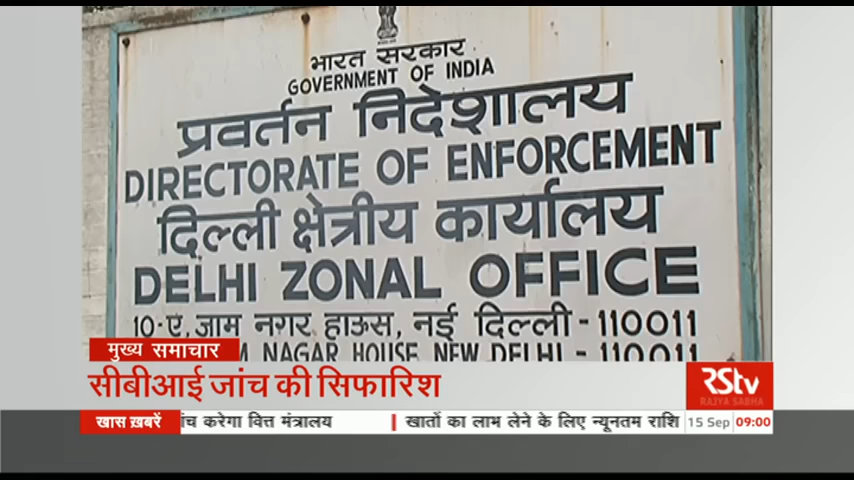 भारत सरकार
GOVERNMENT OF INDIA
प्रवर्तन निदेशालय
DIRECTORATE OF ENFORCEMENT
दिल्ली क्षेत्रीय कार्यालय
DELHI ZONAL OFFICE
10-ए, जाम नगर हाऊस, नई दिल्ली - 110011
NAGAR HOUSE, NEW DELHI - 110011
मुख्य समाचार
सीबीआई जांच की सिफारिश
RSTV
RAJYA SABHA
खास ख़बरें
करेगा वित्त मंत्रालय | खातों का लाभ लेने के लिए न्यूनतम राशि
15 Sep 09:00